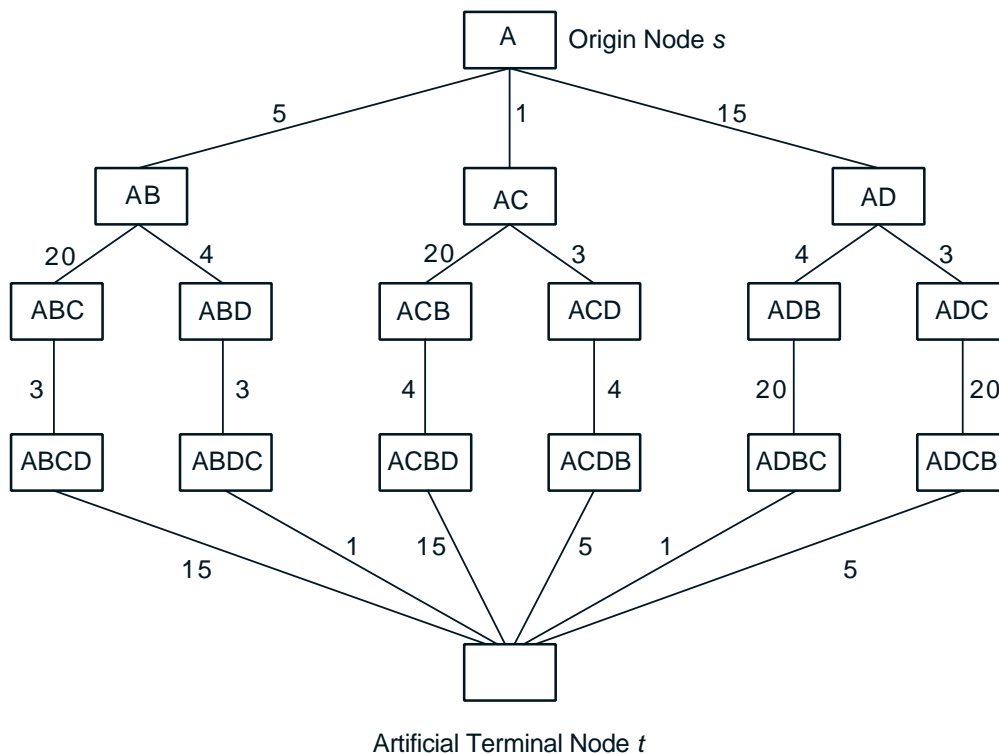 A Origin Node s
5 1 15
AB AC AD
20 4 20 3 4 3
ABC ABD ACB ACD ADB ADC
3 3 4 4 20 20
ABCD ABDC ACBD ACDB ADBC ADCB
15 1 15 5 1 5
Artificial Terminal Node t